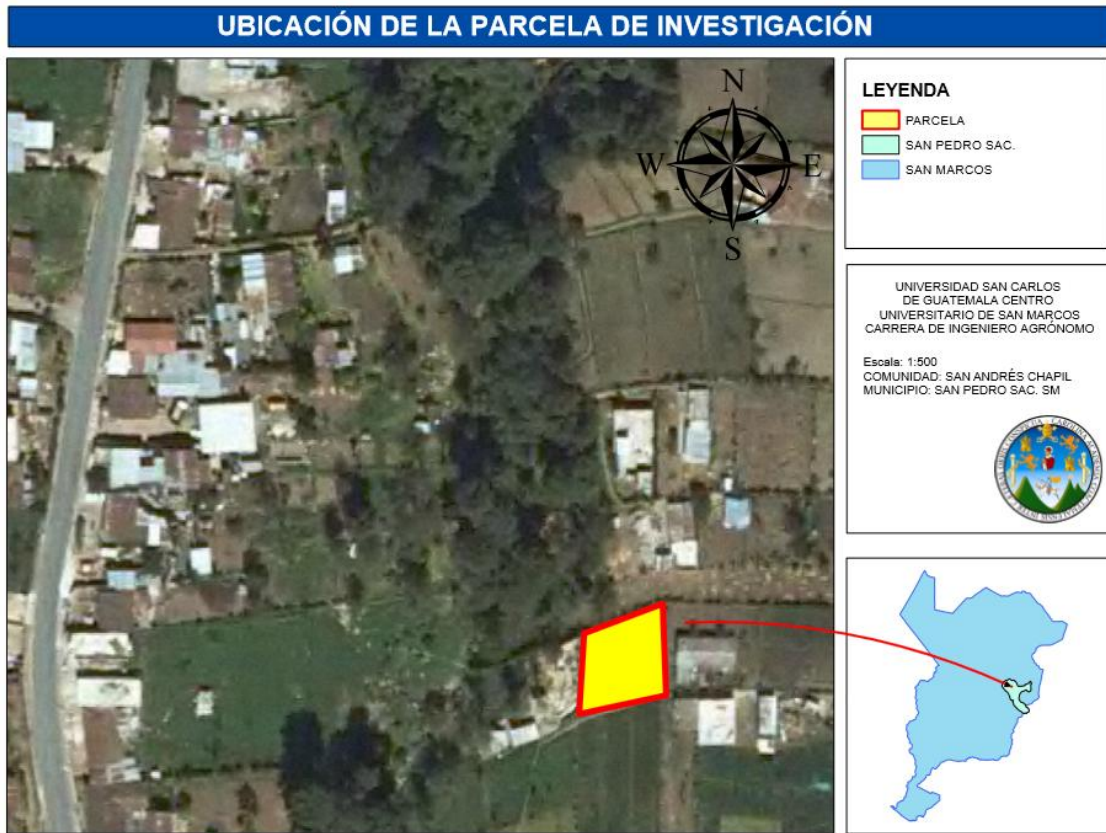 UBICACIÓN DE LA PARCELA DE INVESTIGACIÓN
N
W
E
S
LEYENDA
PARCELA
SAN PEDRO SAC.
SAN MARCOS
UNIVERSIDAD SAN CARLOS
DE GUATEMALA CENTRO
UNIVERSITARIO DE SAN MARCOS
CARRERA DE INGENIERO AGRÓNOMO
Escala: 1:500
COMUNIDAD: SAN ANDRÉS CHAPIL
MUNICIPIO: SAN PEDRO SAC. SM